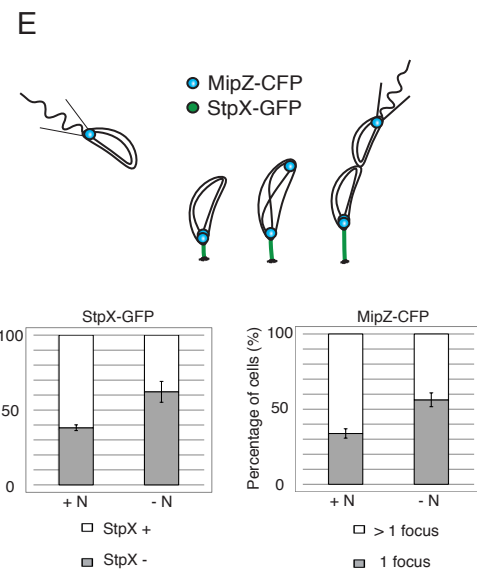 E
MipZ-CFP
StpX-GFP
StpX-GFP
100
50
0
+ N - N
StpX +
StpX -
MipZ-CFP
Percentage of cells (%)
100
50
0
+ N - N
> 1 focus
1 focus